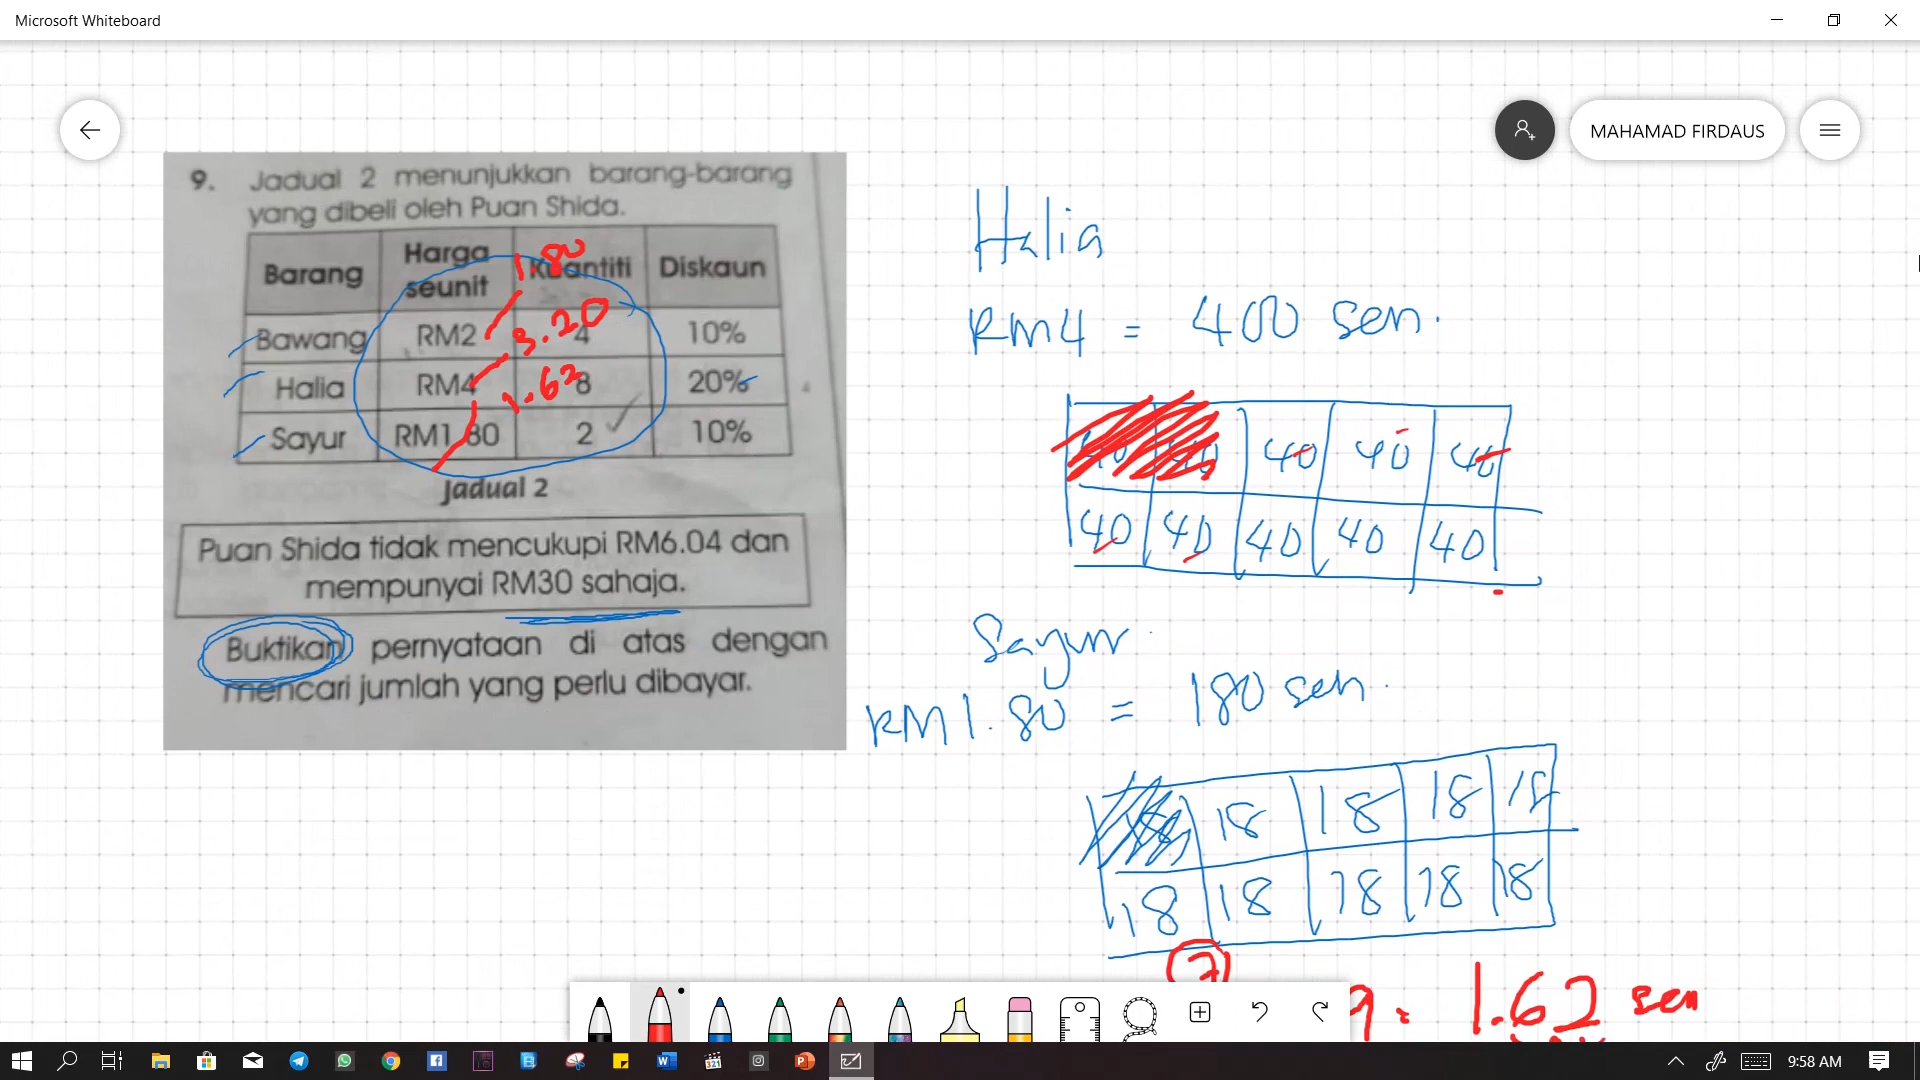 Microsoft Whiteboard
MAHAMAD FIRDAUS
9. Jadual 2 menunjukkan barang-barang
yang dibeli oleh Puan Shida.
Barang Harga seunit Kuantiti Diskaun
1.80
Bawang RM2 4 10%
3.20
Halia RM4 8 20%
1.62
Sayur RM1.80 2 10%
Jadual 2
Puan Shida tidak mencukupi RM6.04 dan
mempunyai RM30 sahaja.
Buktikan pernyataan di atas dengan
mencari jumlah yang perlu dibayar.
Halia
RM4 = 400 sen.
40 40 40 40 40
40 40 40 40 40
Sayur
RM1.80 = 180 sen.
18 18 18 18 18
18 18 18 18 18
1.62 sen
9:58 AM